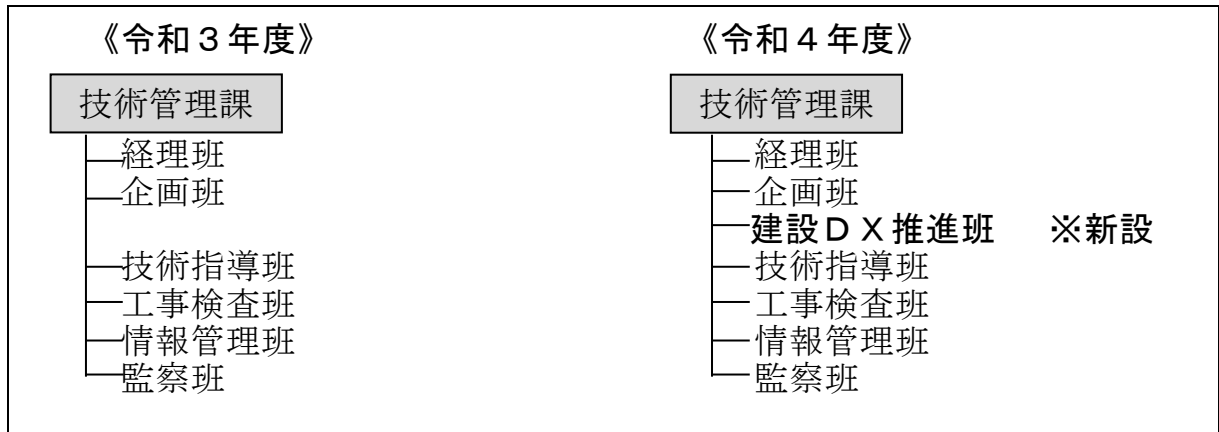 《令和３年度》
技術管理課
経理班
企画班
技術指導班
工事検査班
情報管理班
監察班
《令和４年度》
技術管理課
経理班
企画班
建設ＤＸ推進班　※新設
技術指導班
工事検査班
情報管理班
監察班